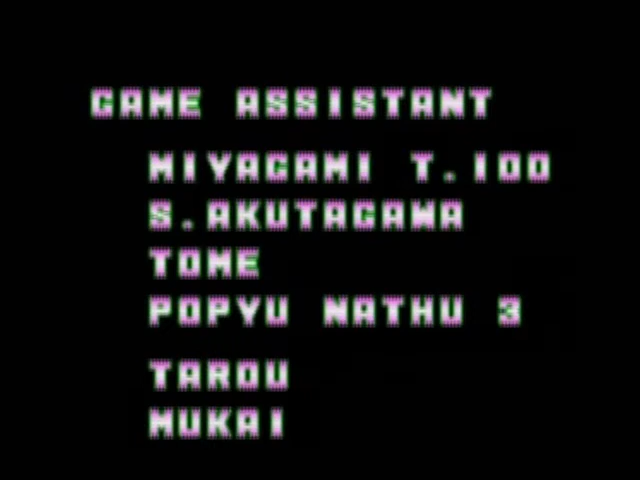 GAME ASSISTANT
MIYAGAMI T.100
S.AKUTAGAWA
TOME
POPYU NATHU 3
TAROU
MUKAI